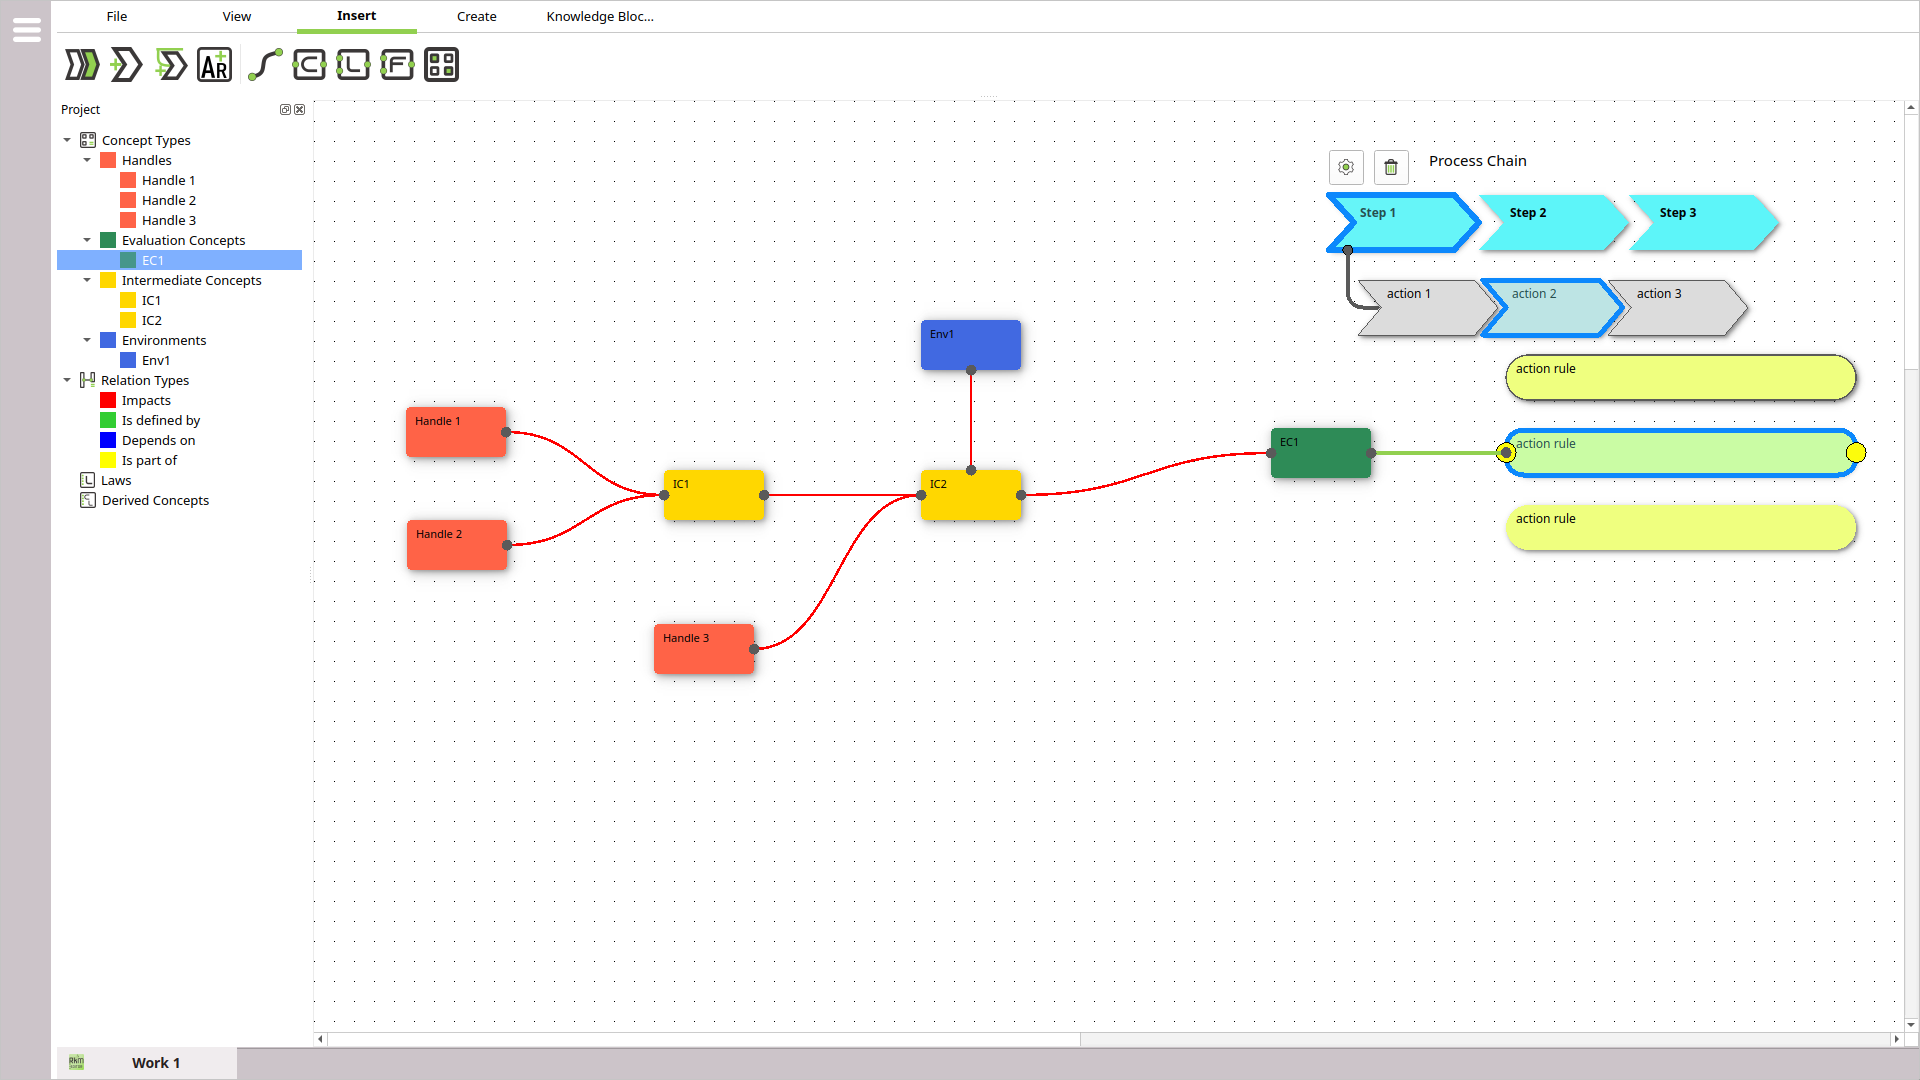 File View Insert Create Knowledge Bloc...
AR C L F
Project
Process Chain
Concept Types
Handles
Handle 1
Handle 2
Handle 3
Evaluation Concepts
EC1
Intermediate Concepts
IC1
IC2
Environments
Env1
Relation Types
Impacts
Is defined by
Depends on
Is part of
Laws
Derived Concepts
Step 1 Step 2 Step 3
action 1 action 2 action 3
Env1
action rule
Handle 1
EC1
action rule
IC1
IC2
action rule
Handle 2
Handle 3
Work 1